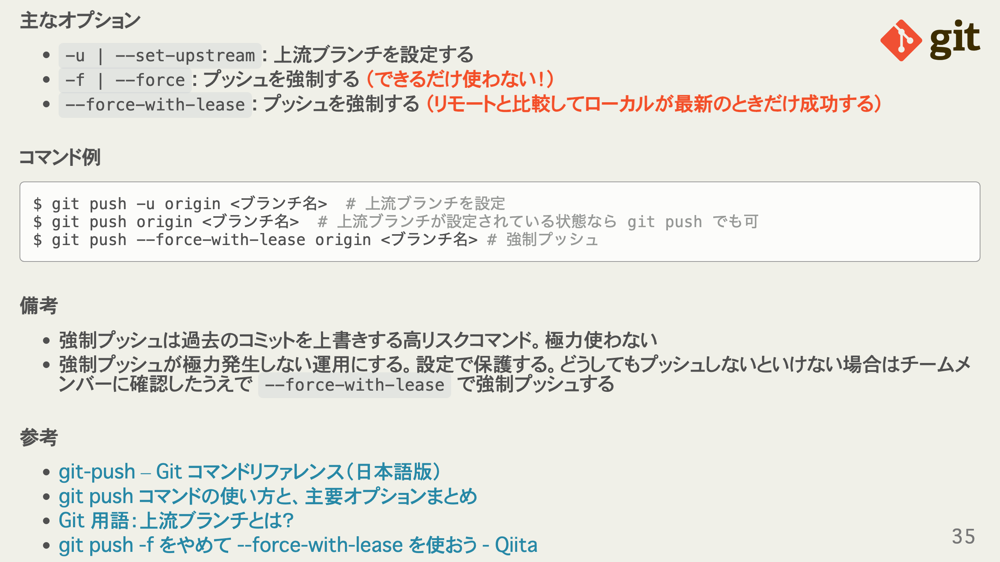 主なオプション
git
-u | --set-upstream : 上流ブランチを設定する
-f | --force : プッシュを強制する（できるだけ使わない！）
--force-with-lease : プッシュを強制する（リモートと比較してローカルが最新のときだけ成功する）
コマンド例
$ git push -u origin <ブランチ名>  # 上流ブランチを設定
$ git push origin <ブランチ名>  # 上流ブランチが設定されている状態なら git push でも可
$ git push --force-with-lease origin <ブランチ名> # 強制プッシュ
備考
強制プッシュは過去のコミットを上書きする高リスクコマンド。極力使わない
強制プッシュが極力発生しない運用にする。設定で保護する。どうしてもプッシュしないといけない場合はチームメ
ンバーに確認したうえで --force-with-lease で強制プッシュする
参考
git-push – Git コマンドリファレンス（日本語版）
git push コマンドの使い方と、主要オプションまとめ
Git 用語：上流ブランチとは？
git push -f をやめて --force-with-lease を使おう - Qiita
35